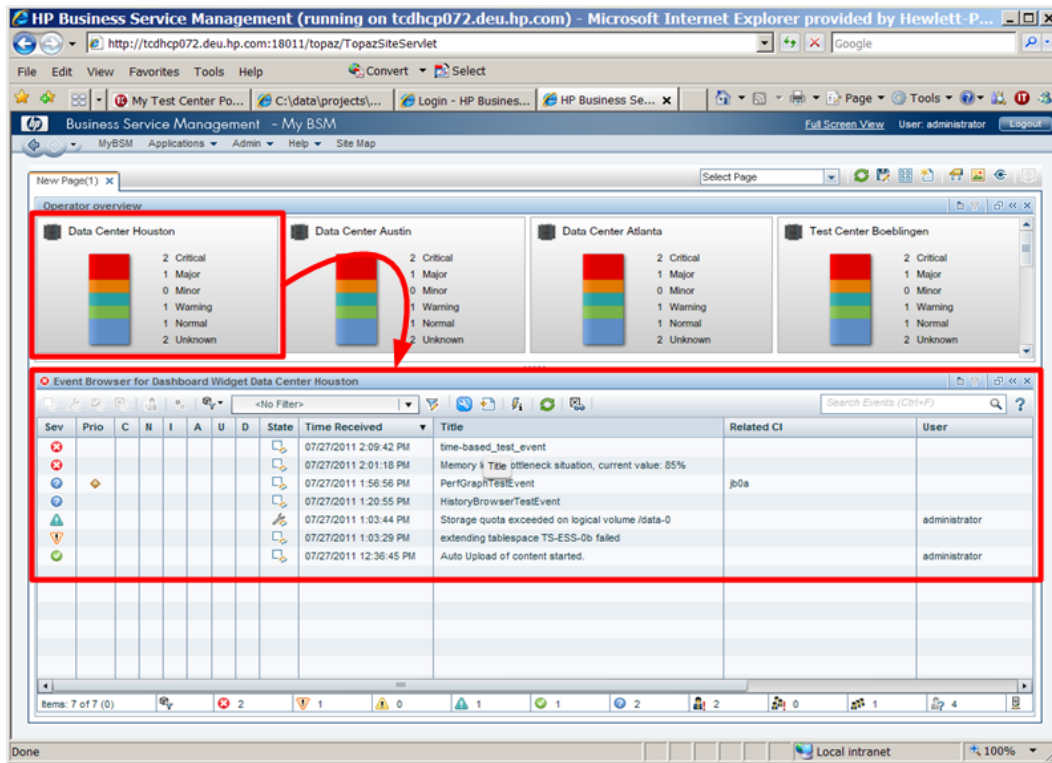 HP Business Service Management (running on tcdhcp072.deu.hp.com) - Microsoft Internet Explorer provided by Hewlett-P...
http://tcdhcp072.deu.hp.com:18011/topaz/TopazSiteServlet
Google
File Edit View Favorites Tools Help
Convert Select
My Test Center Po...
C:\data\projects\...
Login - HP Busines...
HP Business Se...
Page Tools
Business Service Management - My BSM
Full Screen View User: administrator Logout
MyBSM Applications Admin Help Site Map
New Page(1)
Select Page
Operator overview
Data Center Houston
2 Critical
1 Major
0 Minor
1 Warning
1 Normal
2 Unknown
Data Center Austin
2 Critical
1 Major
0 Minor
1 Warning
1 Normal
2 Unknown
Data Center Atlanta
2 Critical
1 Major
0 Minor
1 Warning
1 Normal
2 Unknown
Test Center Boeblingen
2 Critical
1 Major
0 Minor
1 Warning
1 Normal
2 Unknown
Event Browser for Dashboard Widget Data Center Houston
<No Filter>
Search Events (Ctrl+F)
Sev Prio C N I A U D State Time Received Title Related CI User
07/27/2011 2:09:42 PM time-based_test_event
07/27/2011 2:01:18 PM Memory ottleneck situation, current value: 85%
Title
07/27/2011 1:56:56 PM PerfGraphTestEvent jb0a
07/27/2011 1:20:55 PM HistoryBrowserTestEvent
07/27/2011 1:03:44 PM Storage quota exceeded on logical volume /data-0 administrator
07/27/2011 1:03:29 PM extending tablespace TS-ESS-0b failed
07/27/2011 12:36:45 PM Auto Upload of content started. administrator
Items: 7 of 7 (0) 2 1 0 1 1 2 2 0 1 4
Done
Local intranet
100%